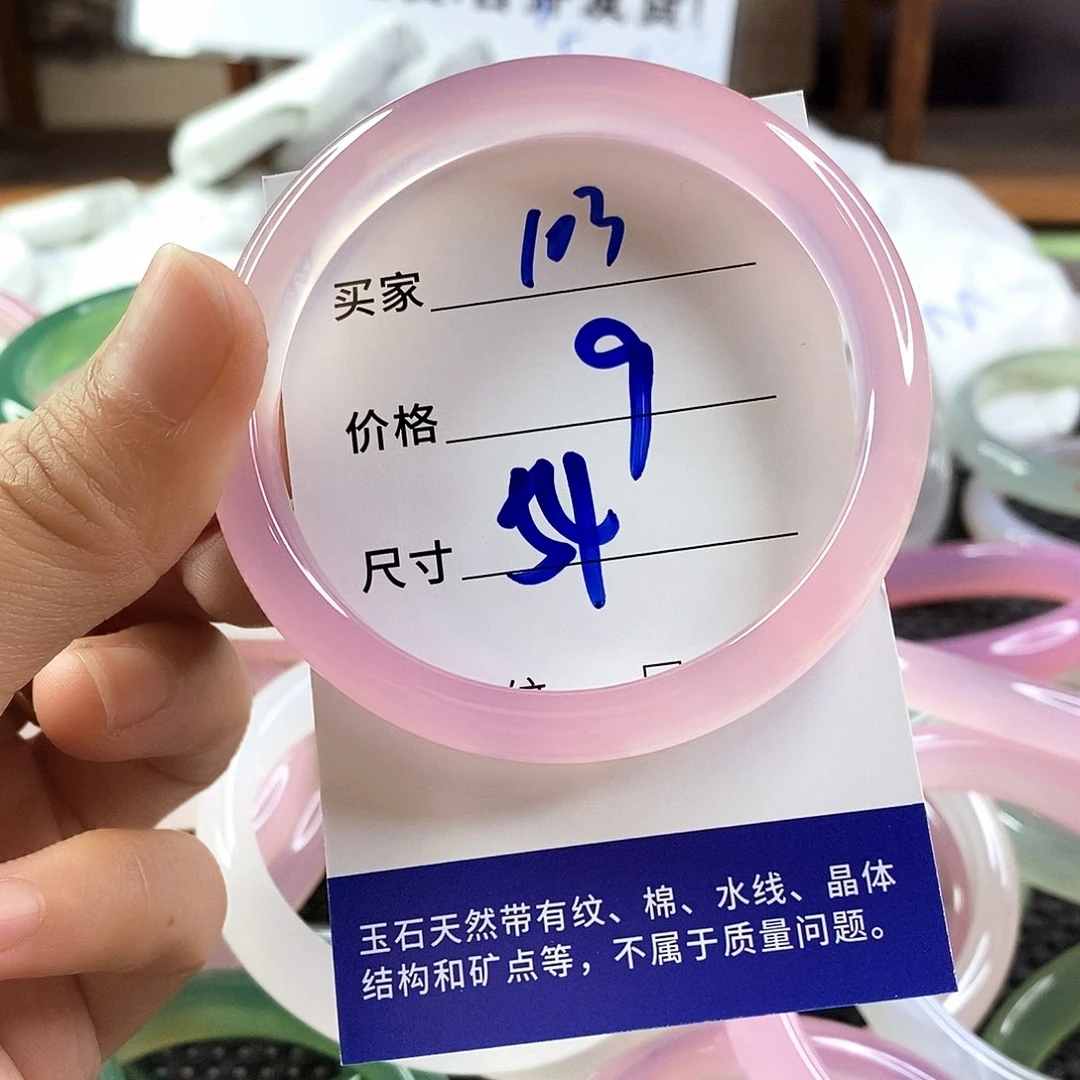 买家 103
价格 9
尺寸 54
玉石天然带有纹、棉、水线、晶体
结构和矿点等，不属于质量问题。